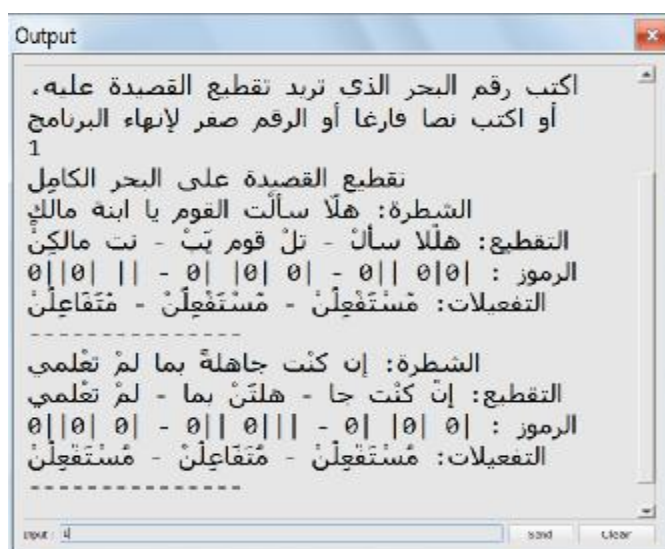 Output
اكتب رقم البحر الذي تريد تقطيع القصيدة عليه،
أو اكتب نصا فارغا أو الرقم صفر لإنهاء البرنامج
1
تقطيع القصيدة على البحر الكامِل
الشطرة: هلّا سألْت القوم يا ابنة مالكٍ
التقطيع: هلْلا سألْ - تلْ قوم يَبْ - نت مالكِنْ
الرموز : |0|0 ||0 - |0 |0| |0 - || |0||0
التفعيلات: مُسْتَفْعِلُنْ - مُسْتَفْعِلُنْ - مُتَفَاعِلُنْ
---------------
الشطرة: إن كنْت جاهلةً بما لمْ تعْلمي
التقطيع: إنْ كنْت جا - هلتَنْ بما - لمْ تعْلمي
الرموز : |0 |0| |0 - |||0 ||0 - |0 |0||0
التفعيلات: مُسْتَفْعِلُنْ - مُتَفَاعِلُنْ - مُسْتَفْعِلُنْ
---------------
Input : Send Clear